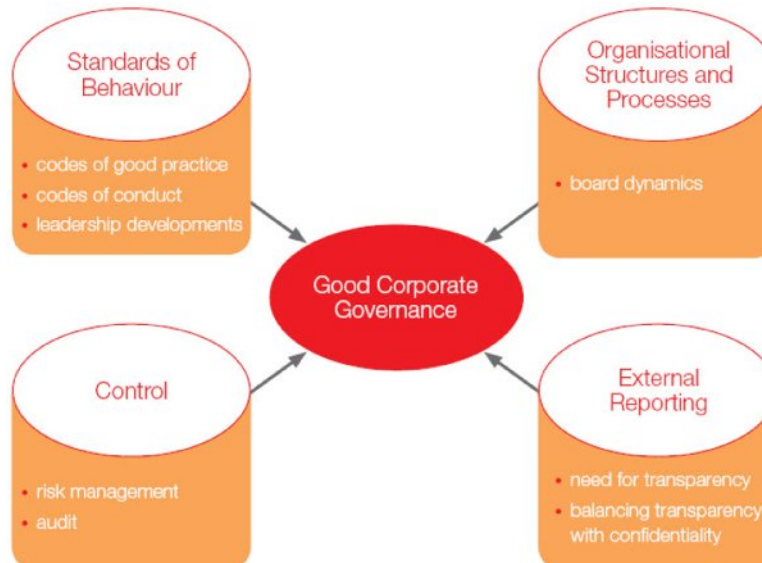 Standards of
Behaviour
• codes of good practice
• codes of conduct
• leadership developments
Organisational
Structures and
Processes
• board dynamics
Good Corporate
Governance
Control
• risk management
• audit
External
Reporting
• need for transparency
• balancing transparency
with confidentiality